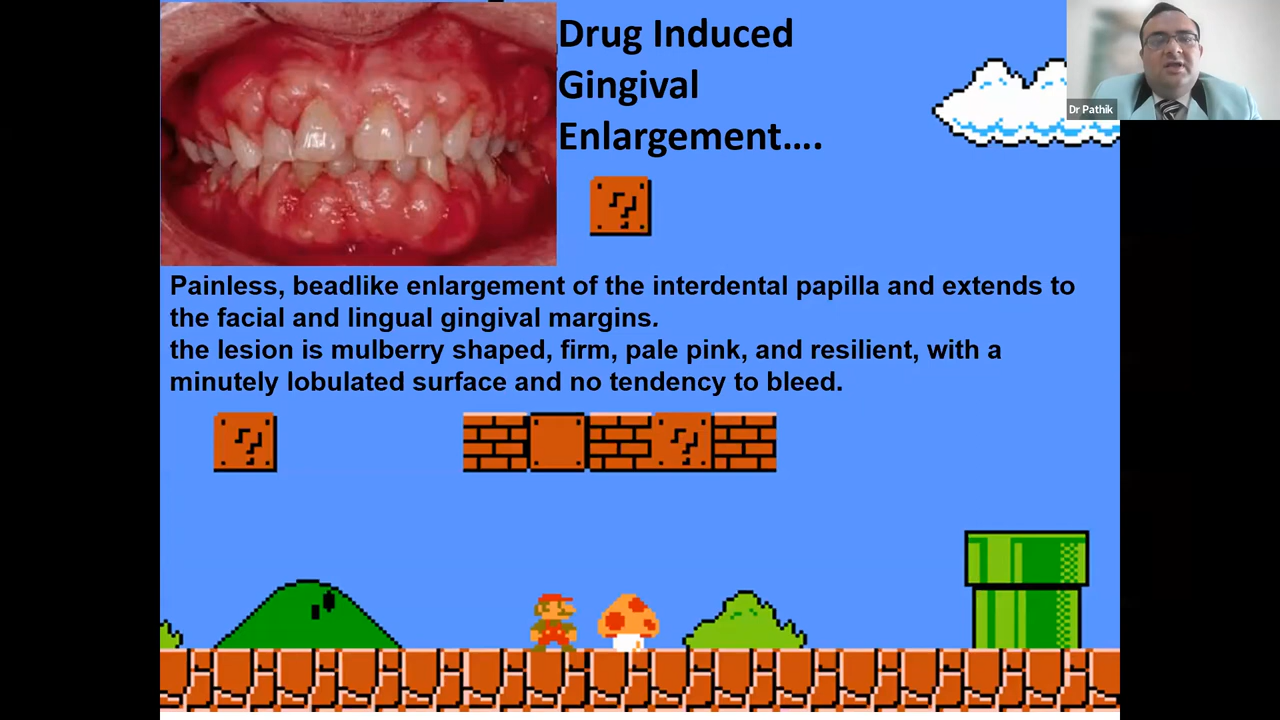 Drug Induced
Gingival
Enlargement....
Dr Pathik
Painless, beadlike enlargement of the interdental papilla and extends to
the facial and lingual gingival margins.
the lesion is mulberry shaped, firm, pale pink, and resilient, with a
minutely lobulated surface and no tendency to bleed.
?
?
?